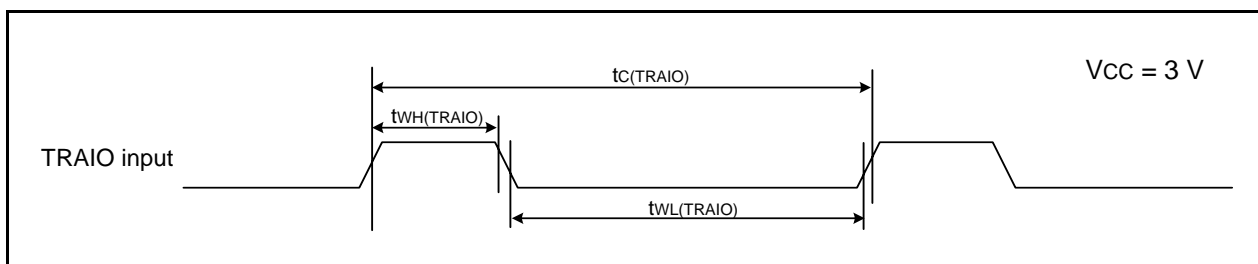 tC(TRAIO)
VCC = 3 V
tWH(TRAIO)
TRAIO input
tWL(TRAIO)